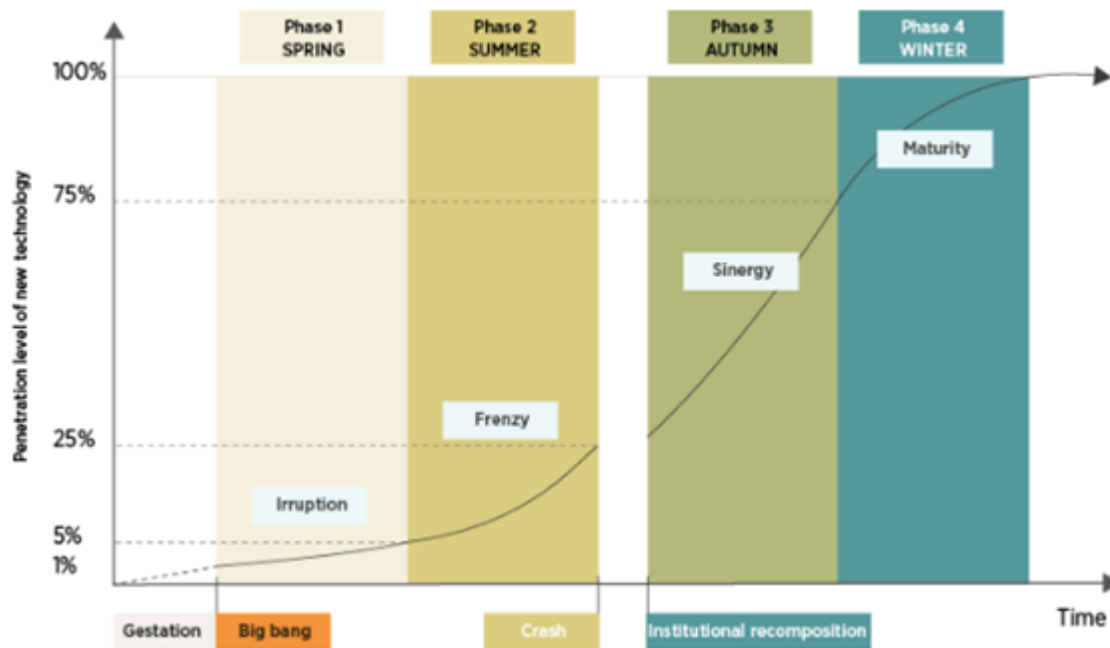 Phase 1
SPRING
Phase 2
SUMMER
Phase 3
AUTUMN
Phase 4
WINTER
Penetration level of new technology
100%
75%
25%
5%
1%
Maturity
Sinergy
Frenzy
Irruption
Gestation
Big bang
Crash
Institutional recomposition
Time